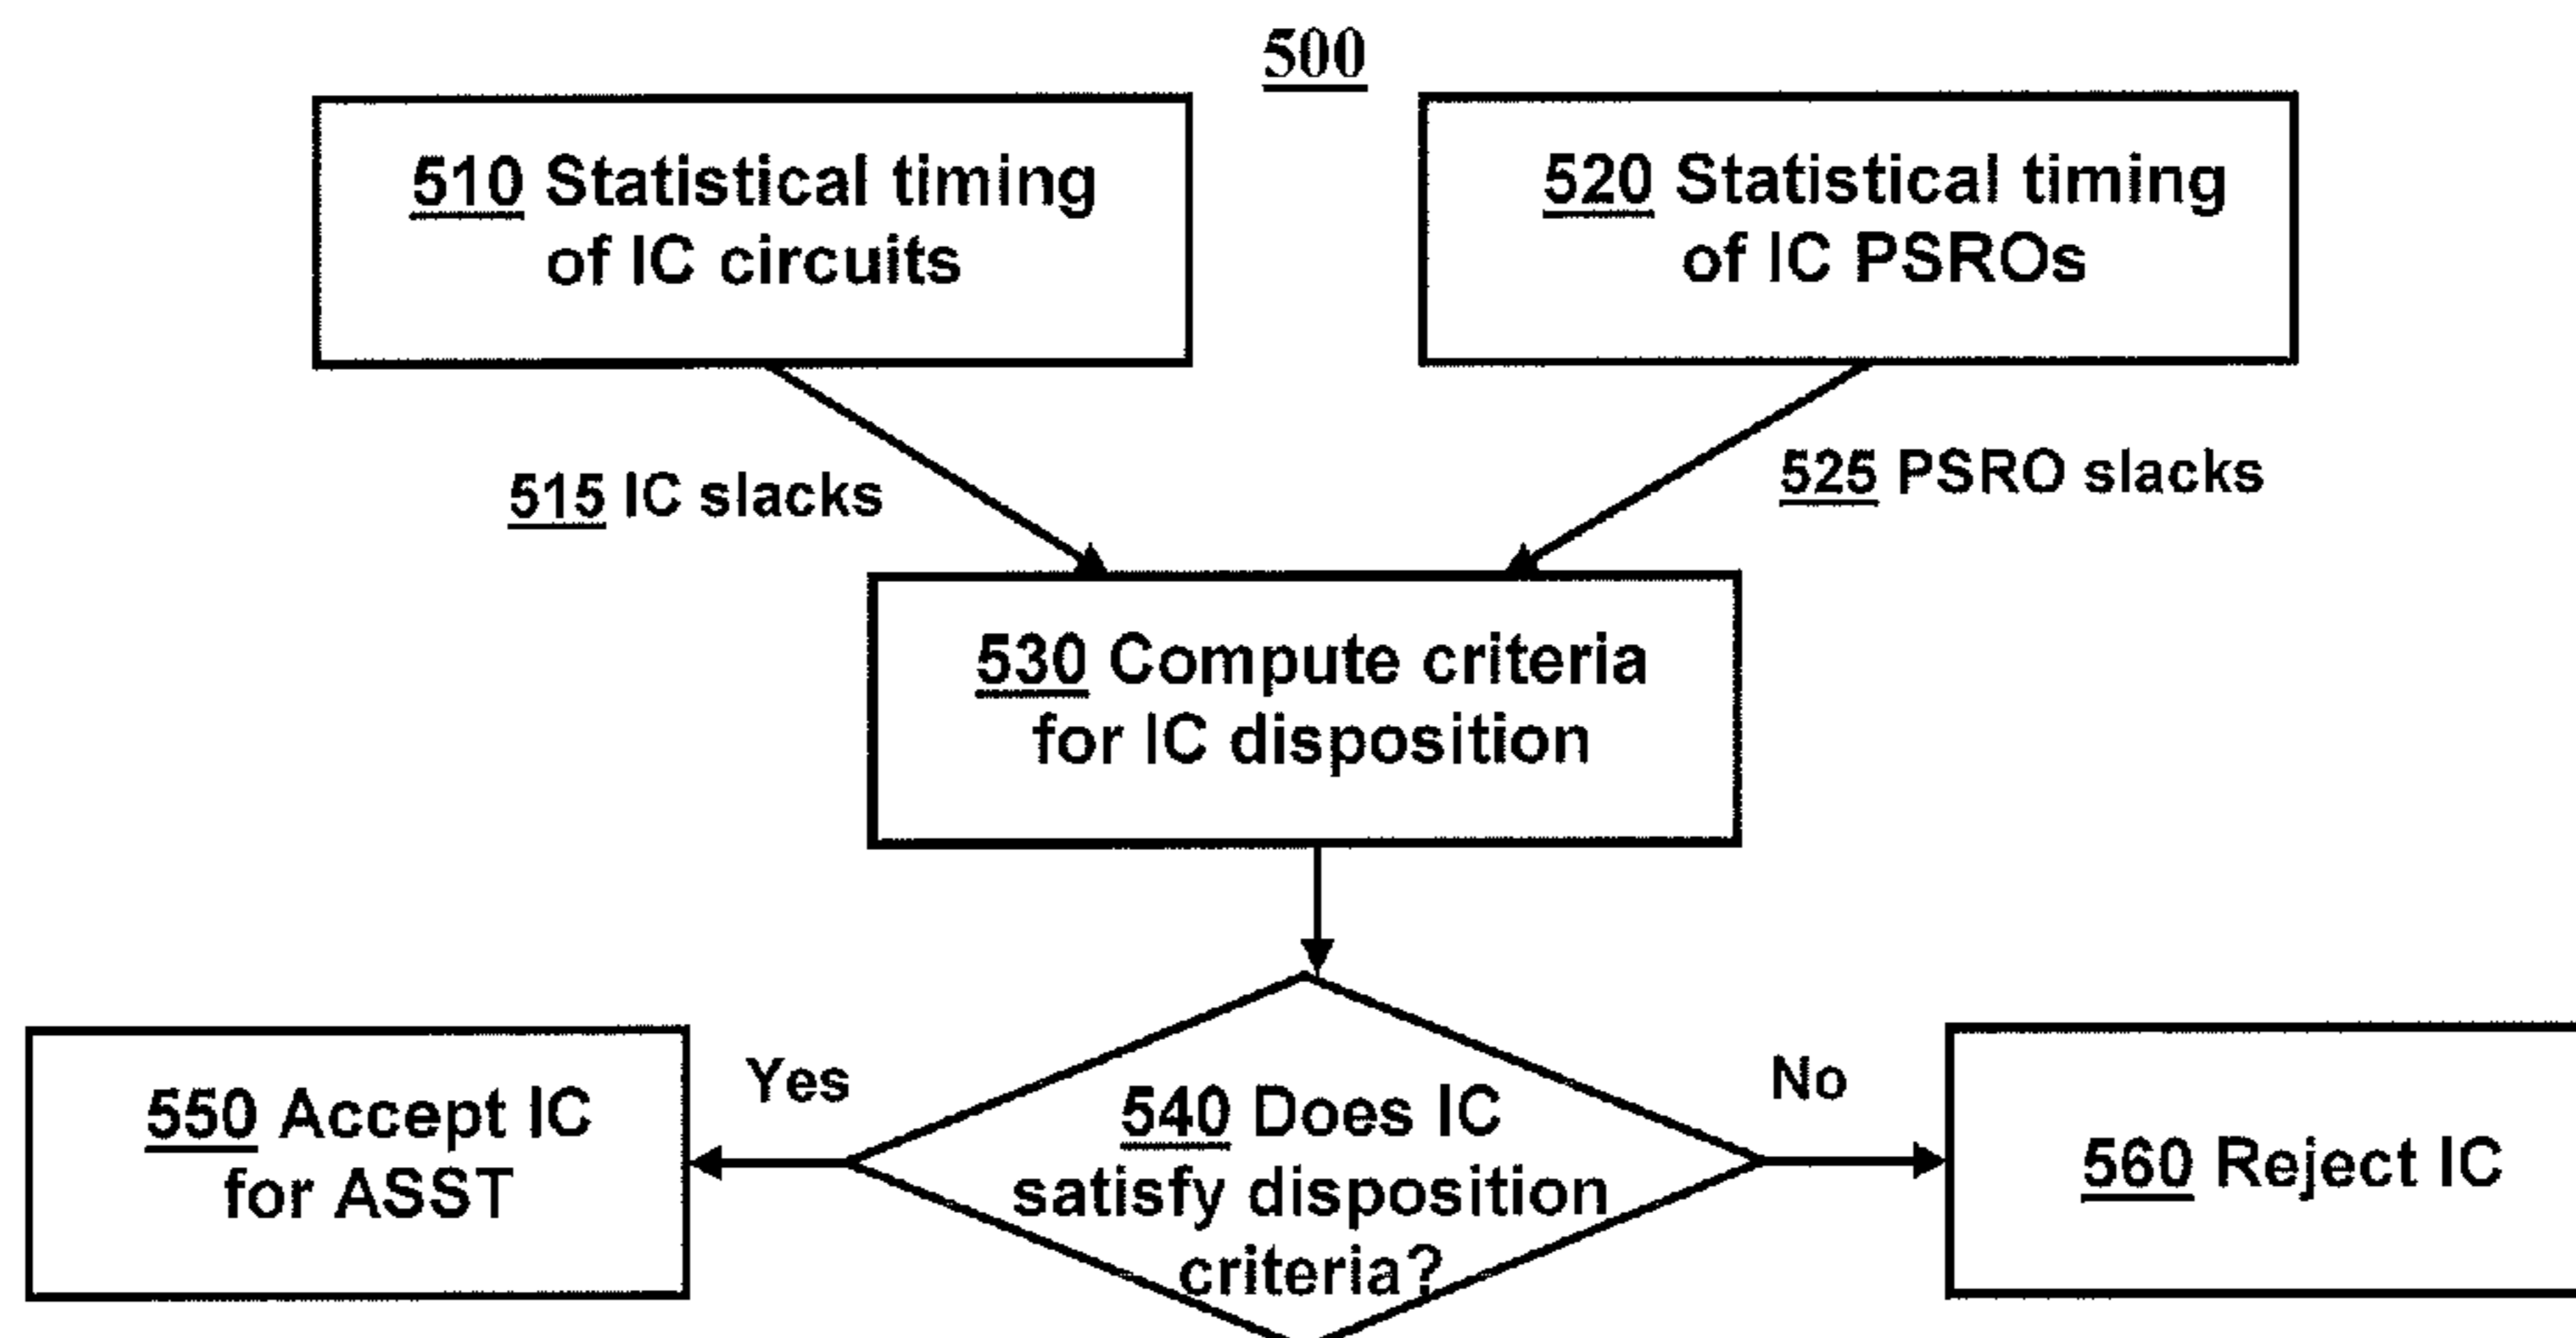 500
510 Statistical timing
of IC circuits
520 Statistical timing
of IC PSROs
515 IC slacks
525 PSRO slacks
530 Compute criteria
for IC disposition
Yes
No
550 Accept IC
for ASST
540 Does IC
satisfy disposition
criteria?
560 Reject IC